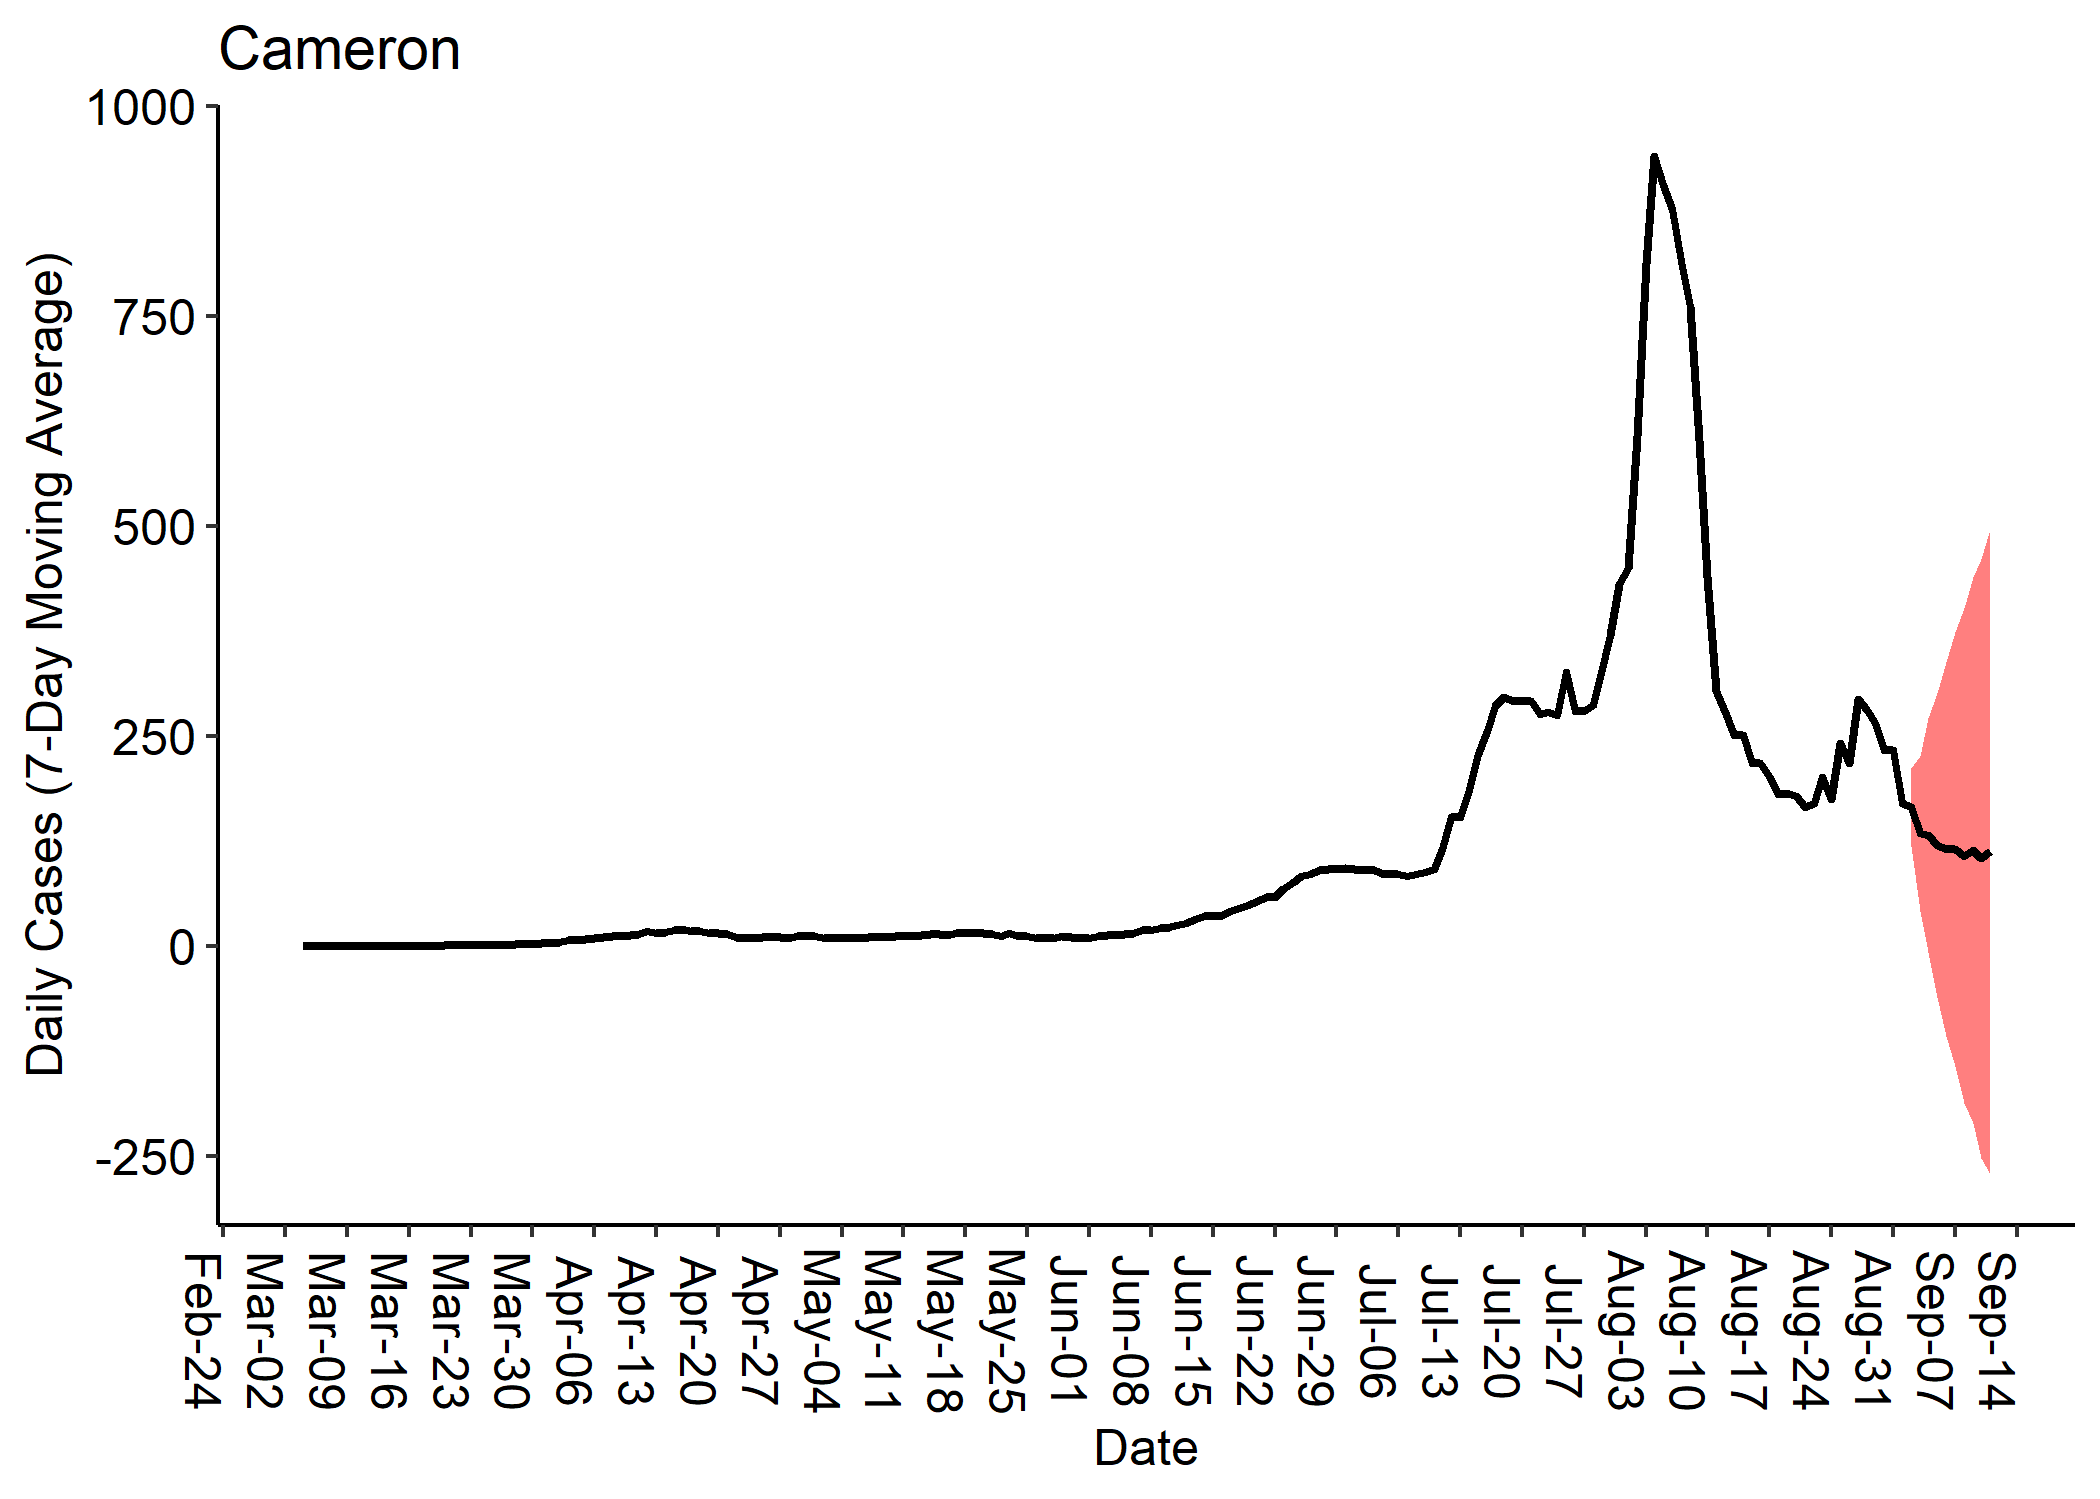 Cameron
1000
750
500
250
0
-250
Daily Cases (7-Day Moving Average)
Feb-24
Mar-02
Mar-09
Mar-16
Mar-23
Mar-30
Apr-06
Apr-13
Apr-20
Apr-27
May-04
May-11
May-18
May-25
Jun-01
Jun-08
Jun-15
Jun-22
Jun-29
Jul-06
Jul-13
Jul-20
Jul-27
Aug-03
Aug-10
Aug-17
Aug-24
Aug-31
Sep-07
Sep-14
Date